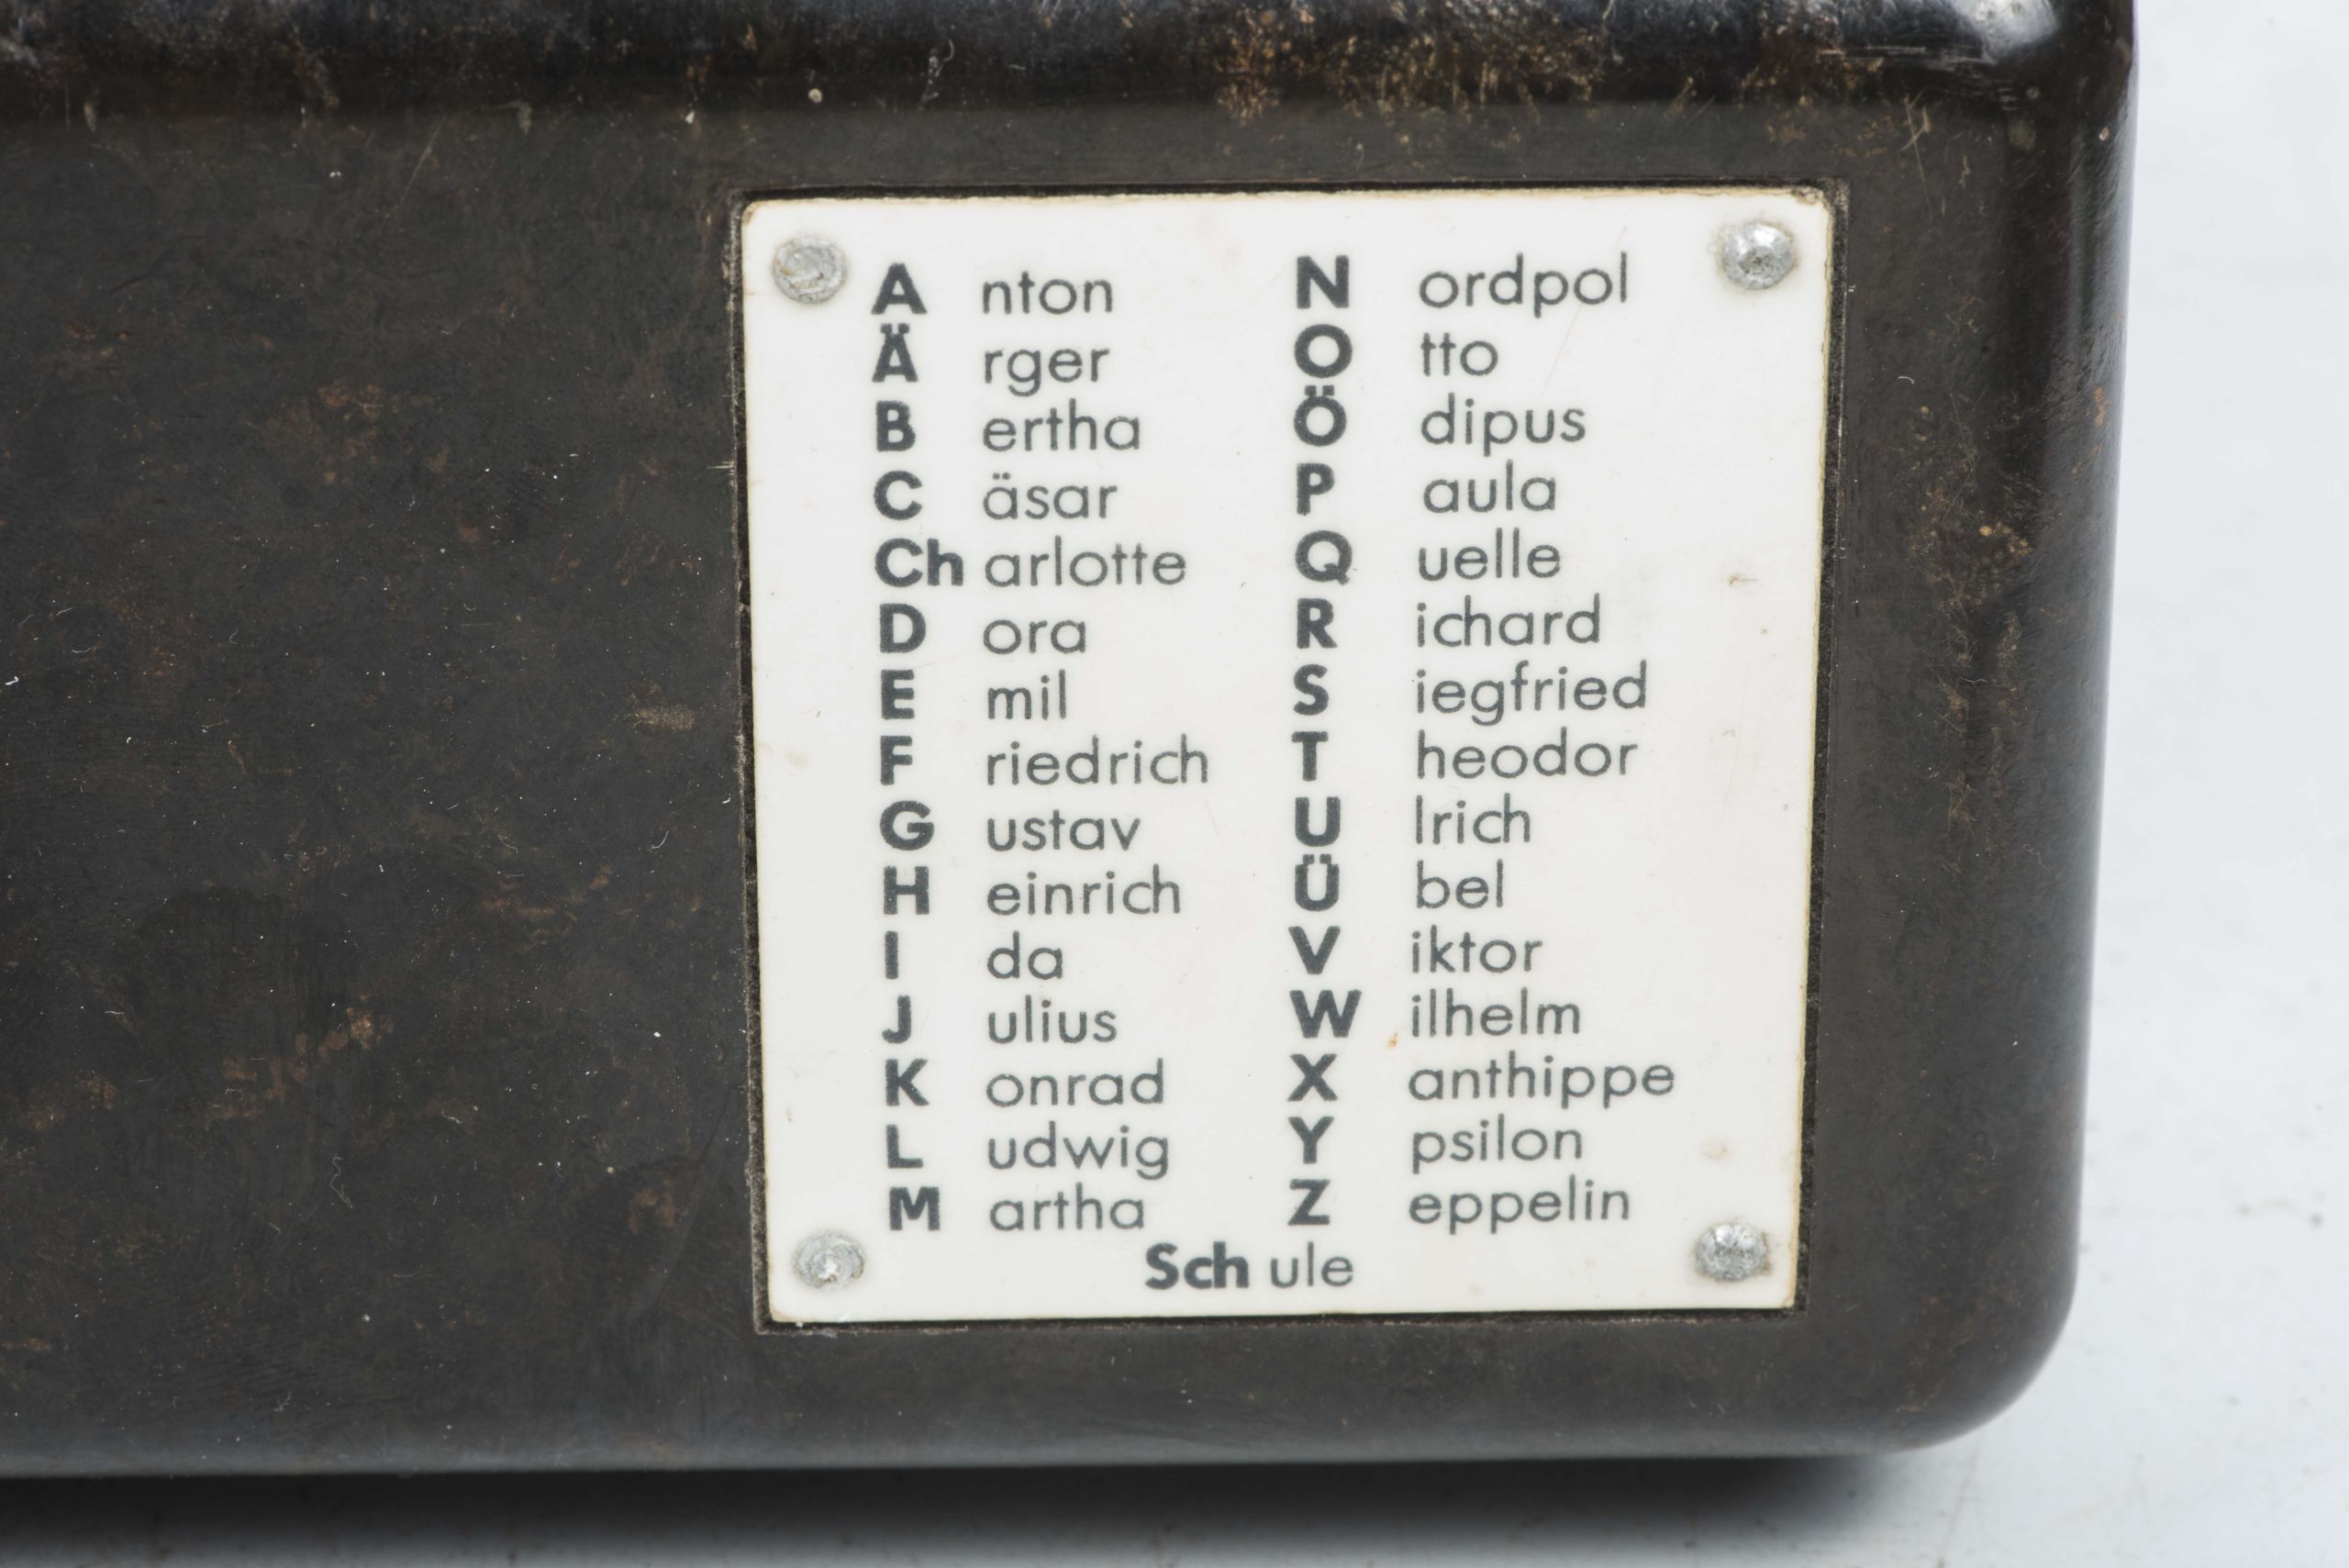 A nton
Ä rger
B ertha
C äsar
Ch arlotte
D ora
E mil
F riedrich
G ustav
H einrich
I da
J ulius
K onrad
L udwig
M artha
N ordpol
O tto
Ö dipus
P aula
Q uelle
R ichard
S iegfried
T heodor
U lrich
Ü bel
V iktor
W ilhelm
X anthippe
Y psilon
Z eppelin
Sch ule